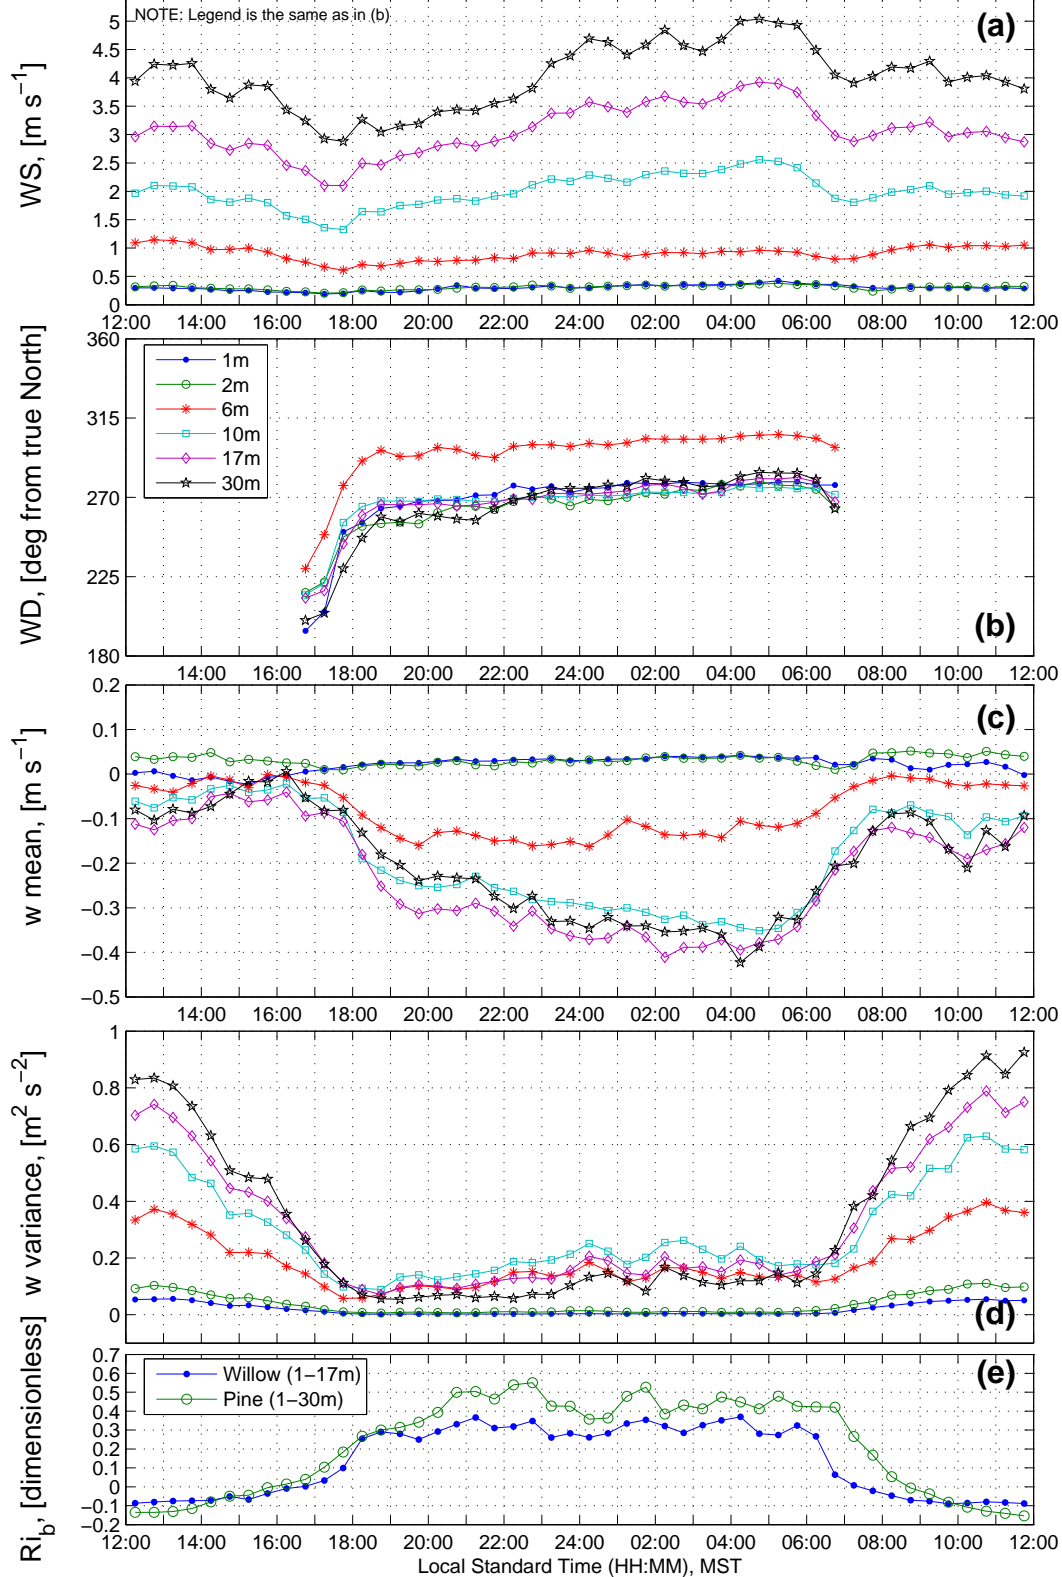 NOTE: Legend is the same as in (b)
(a)
WS, [m s⁻¹]
5
4.5
4
3.5
3
2.5
2
1.5
1
0.5
0
12:00 14:00 16:00 18:00 20:00 22:00 00:00 02:00 04:00 06:00 08:00 10:00 12:00
WD, [deg from true North]
360
315
270
225
180
1m
2m
6m
10m
17m
30m
(b)
14:00 16:00 18:00 20:00 22:00 00:00 02:00 04:00 06:00 08:00 10:00 12:00
(c)
w mean, [m s⁻¹]
0.2
0.1
0
−0.1
−0.2
−0.3
−0.4
−0.5
14:00 16:00 18:00 20:00 22:00 00:00 02:00 04:00 06:00 08:00 10:00 12:00
w variance, [m² s⁻²]
1
0.8
0.6
0.4
0.2
0
(d)
Ri_b, [dimensionless]
0.7
0.6
0.5
0.4
0.3
0.2
0.1
0
−0.1
−0.2
Willow (1−17m)
Pine (1−30m)
(e)
12:00 14:00 16:00 18:00 20:00 22:00 00:00 02:00 04:00 06:00 08:00 10:00 12:00
Local Standard Time (HH:MM), MST